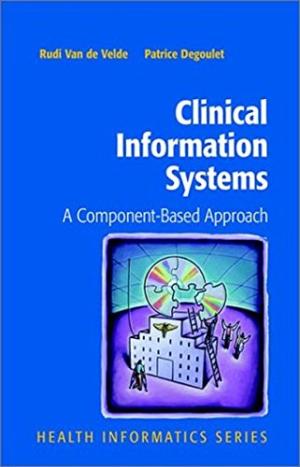 Rudi Van de Velde Patrice Degoulet
Clinical
Information
Systems
A Component-Based Approach
HEALTH INFORMATICS SERIES